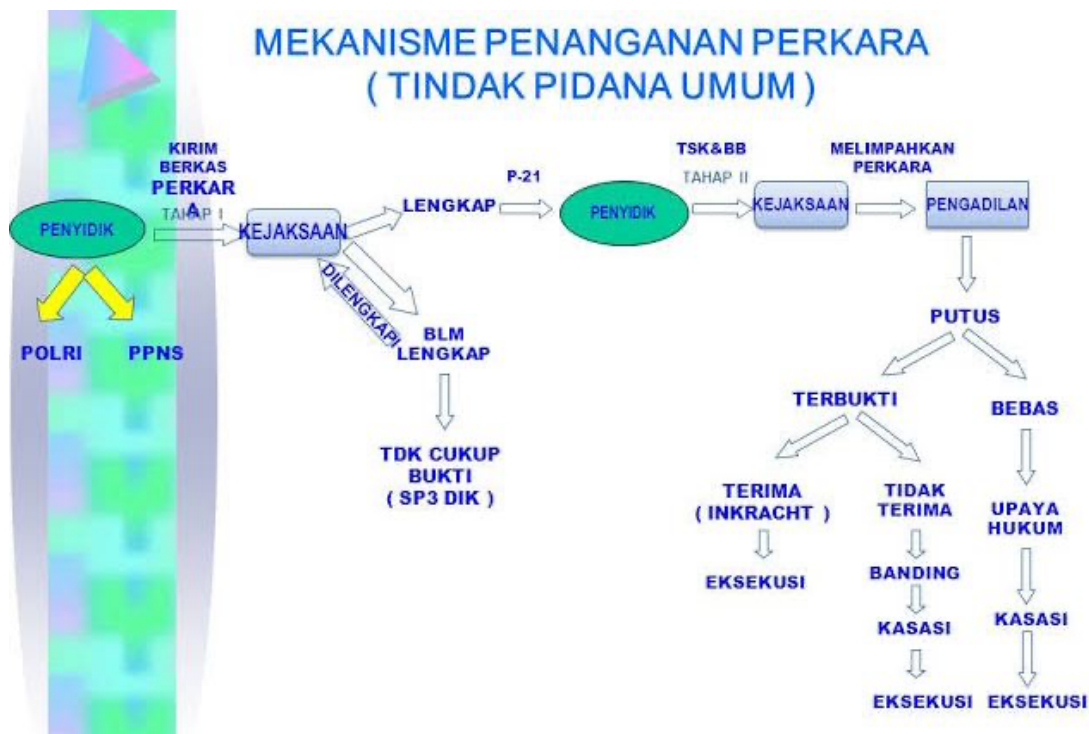 MEKANISME PENANGANAN PERKARA
( TINDAK PIDANA UMUM )
KIRIM
BERKAS
PERKAR
A
TAHAP I
PENYIDIK
POLRI
PPNS
KEJAKSAAN
LENGKAP
DILENGKAPI
BLM
LENGKAP
TDK CUKUP
BUKTI
( SP3 DIK )
P-21
PENYIDIK
TSK&BB
TAHAP II
KEJAKSAAN
MELIMPAHKAN
PERKARA
PENGADILAN
PUTUS
TERBUKTI
BEBAS
TERIMA
( INKRACHT )
EKSEKUSI
TIDAK
TERIMA
BANDING
KASASI
EKSEKUSI
UPAYA
HUKUM
KASASI
EKSEKUSI